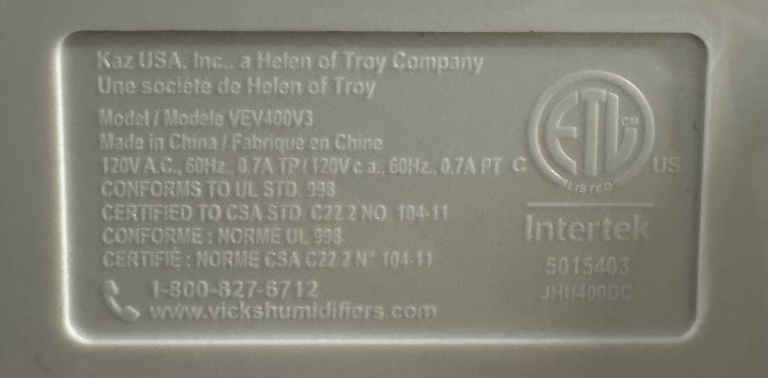 Kaz USA, Inc., a Helen of Troy Company
Une société de Helen of Troy
Model / Modèle VEV400V3
Made in China / Fabriqué en Chine
120V A.C., 60Hz, 0.7A TP / 120V c.a., 60Hz., 0.7A PT
CONFORMS TO UL STD. 998
CERTIFIED TO CSA STD. C22.2 NO. 104-11
CONFORME : NORME UL 998
CERTIFIÉ : NORME CSA C22.2 N° 104-11
1-800-827-6712
www.vickshumidifiers.com
C ETL CM US
LISTED
Intertek
5015403
JHU400DC